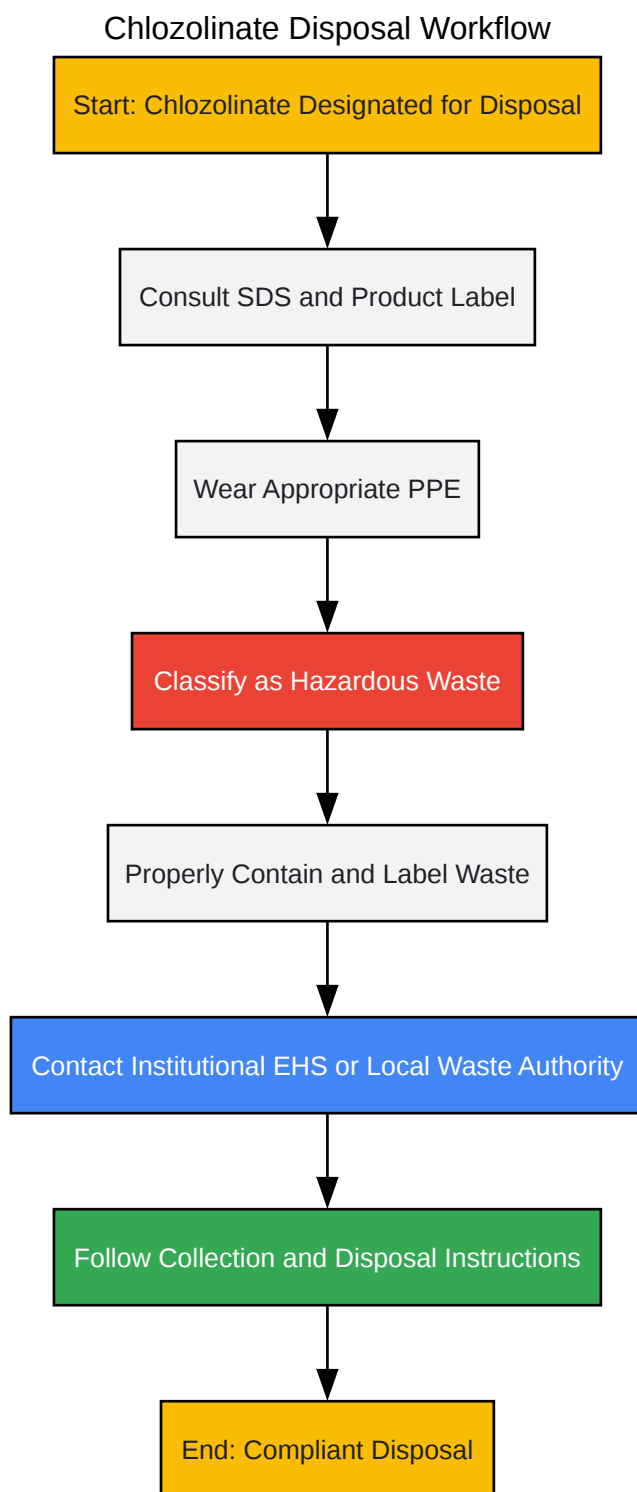 Chlozolinate Disposal Workflow
Start: Chlozolinate Designated for Disposal
Consult SDS and Product Label
Wear Appropriate PPE
Classify as Hazardous Waste
Properly Contain and Label Waste
Contact Institutional EHS or Local Waste Authority
Follow Collection and Disposal Instructions
End: Compliant Disposal